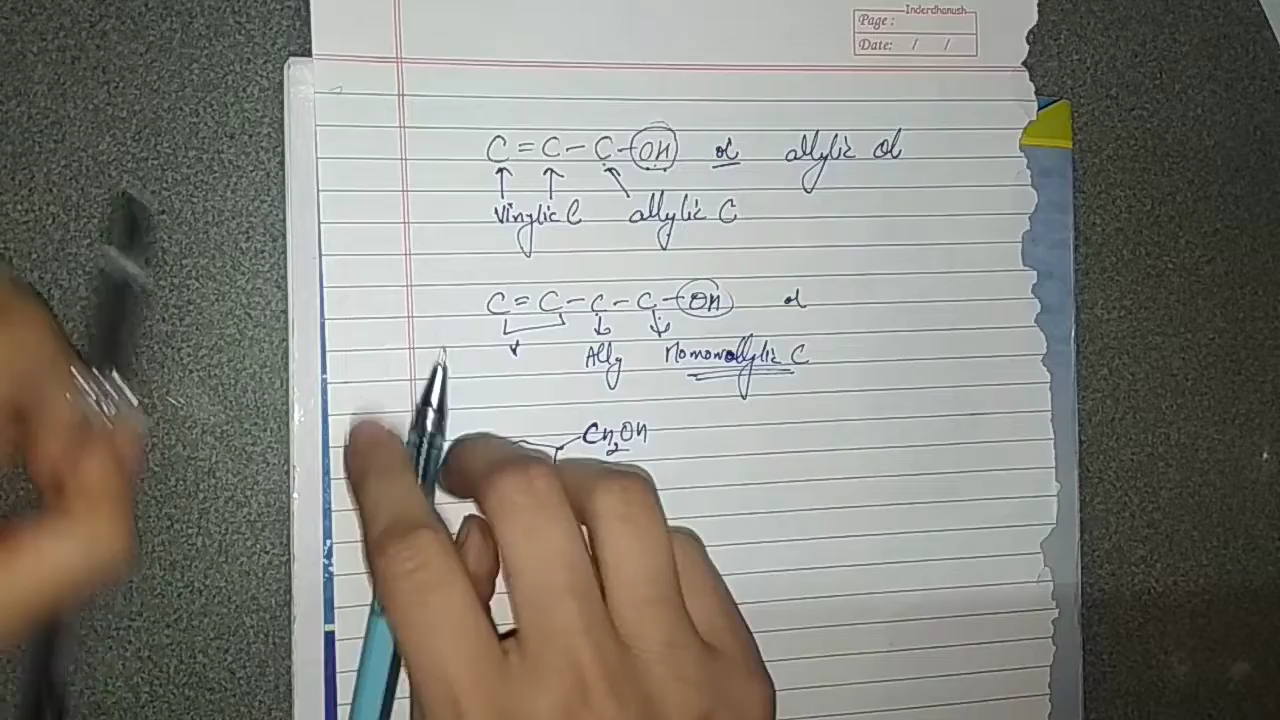 Inderdhanush
Page :
Date: / /
C = C - C - OH ol allylic ol
vinylic C allylic C
C = C - C - C - OH ol
v Ally Homoallylic C
CH2OH